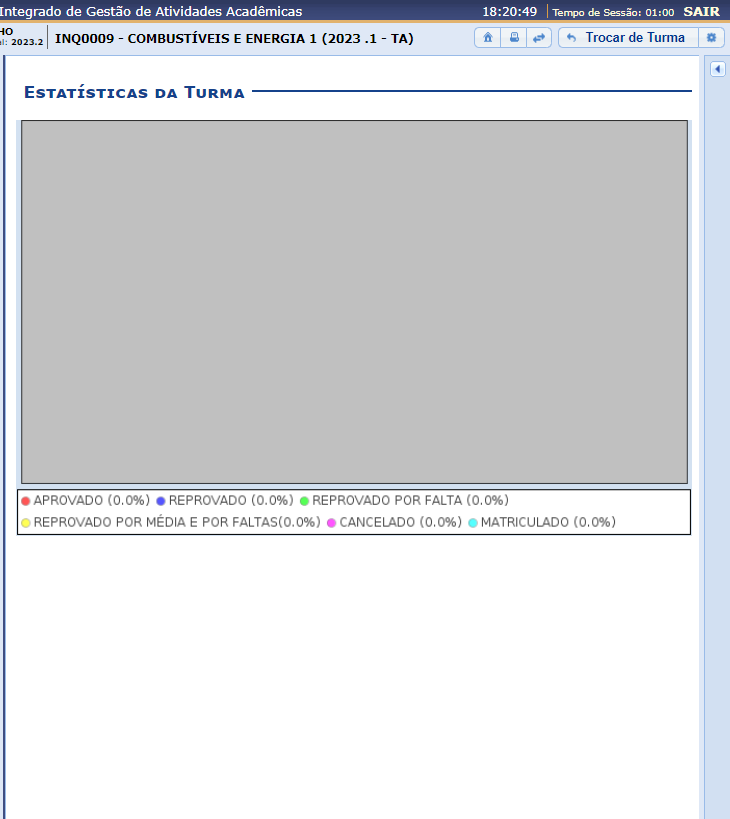 Integrado de Gestão de Atividades Acadêmicas 18:20:49 Tempo de Sessão: 01:00 SAIR
HO
el: 2023.2
INQ0009 - COMBUSTÍVEIS E ENERGIA 1 (2023 .1 - TA) Trocar de Turma
Estatísticas da Turma
APROVADO (0.0%) REPROVADO (0.0%) REPROVADO POR FALTA (0.0%)
REPROVADO POR MÉDIA E POR FALTAS(0.0%) CANCELADO (0.0%) MATRICULADO (0.0%)